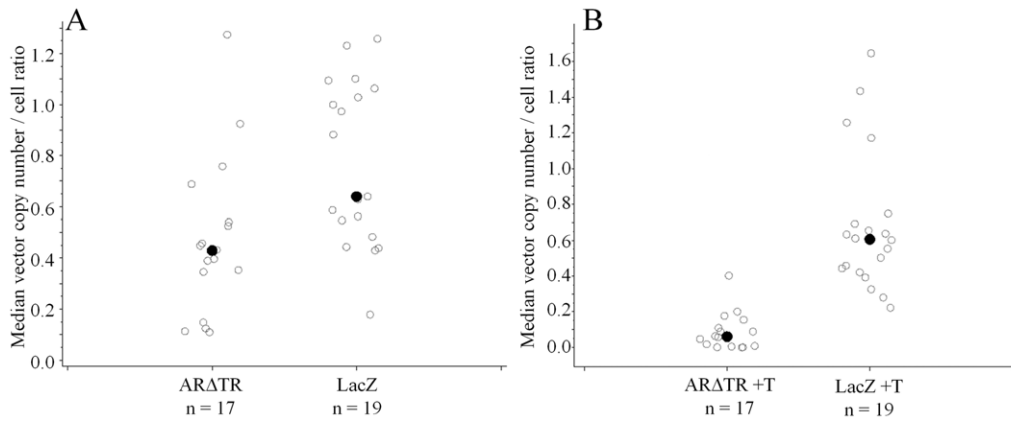 A
Median vector copy number / cell ratio
1.2
1.0
0.8
0.6
0.4
0.2
0.0
ARΔTR
n = 17
LacZ
n = 19
B
Median vector copy number / cell ratio
1.6
1.4
1.2
1.0
0.8
0.6
0.4
0.2
0.0
ARΔTR +T
n = 17
LacZ +T
n = 19